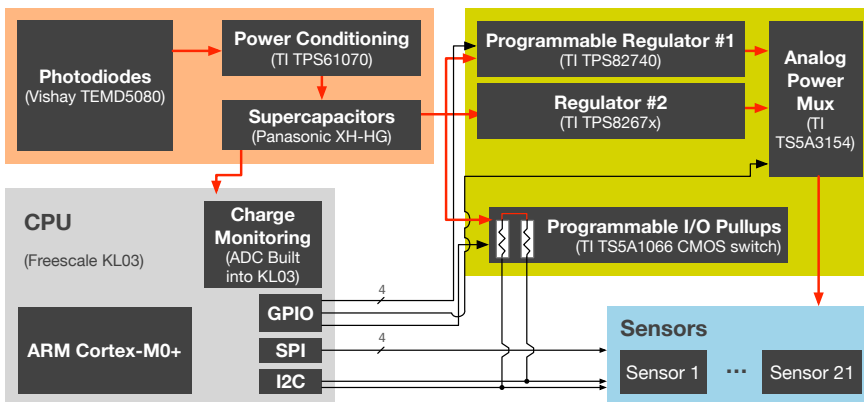 Photodiodes
(Vishay TEMD5080)
Power Conditioning
(TI TPS61070)
Supercapacitors
(Panasonic XH-HG)
Programmable Regulator #1
(TI TPS82740)
Regulator #2
(TI TPS8267x)
Analog
Power
Mux
(TI
TS5A3154)
Programmable I/O Pullups
(TI TS5A1066 CMOS switch)
CPU
(Freescale KL03)
Charge
Monitoring
(ADC Built
into KL03)
GPIO
4
ARM Cortex-M0+
SPI
4
I2C
Sensors
Sensor 1
...
Sensor 21